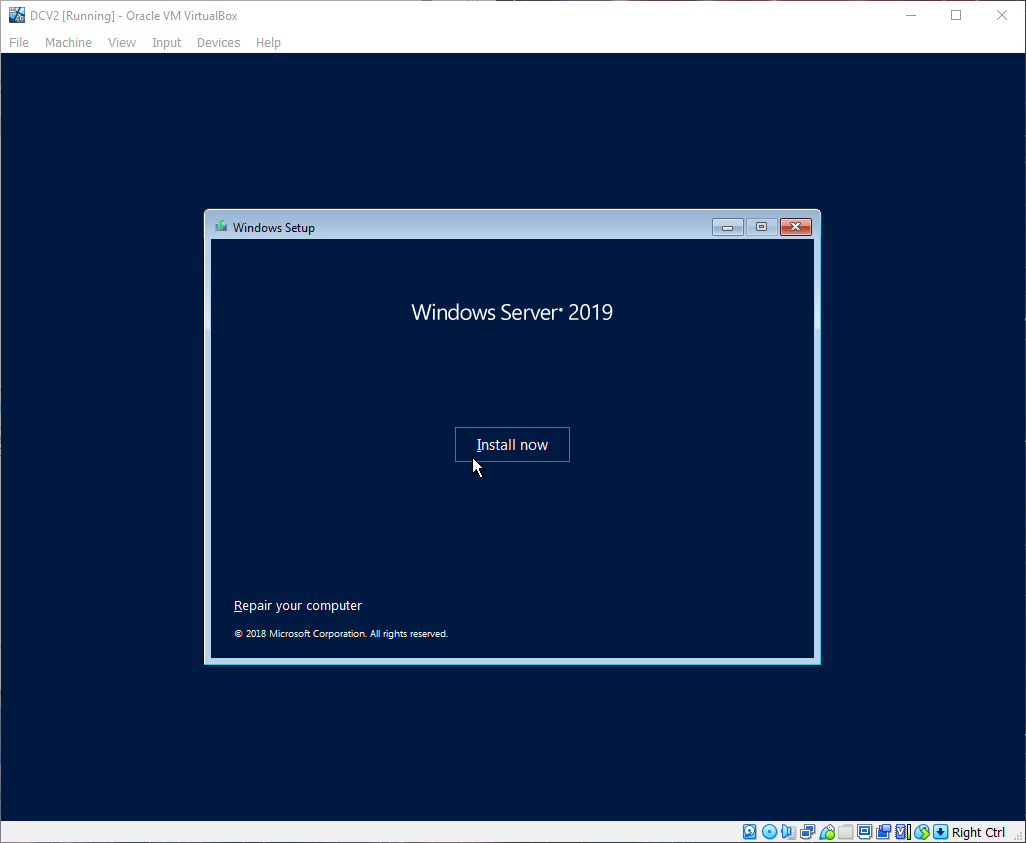 DCV2 [Running] - Oracle VM VirtualBox
File Machine View Input Devices Help
Windows Setup
Windows Server® 2019
Install now
Repair your computer
© 2018 Microsoft Corporation. All rights reserved.
Right Ctrl